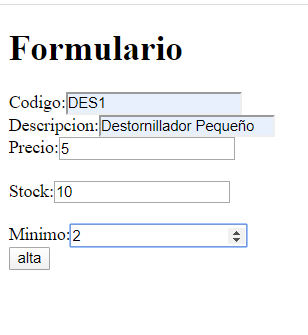 Formulario
Codigo:DES1
Descripcion:Destornillador Pequeño
Precio:5
Stock:10
Minimo:2
alta